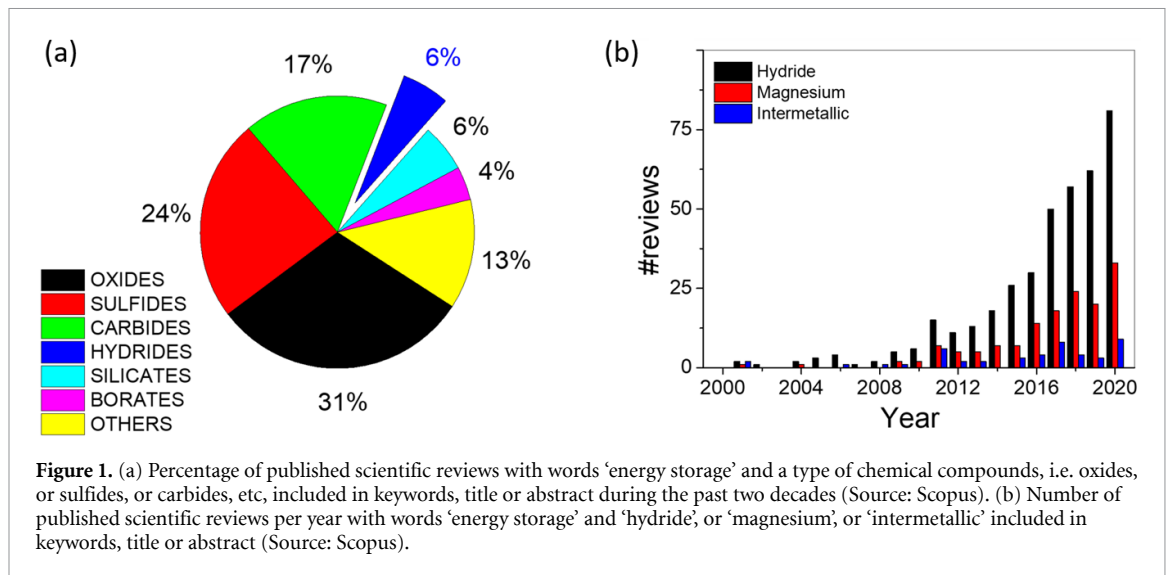 (a)
17%
6%
6%
4%
24%
13%
31%
OXIDES
SULFIDES
CARBIDES
HYDRIDES
SILICATES
BORATES
OTHERS
(b)
Hydride
Magnesium
Intermetallic
#reviews
75
50
25
0
2000 2004 2008 2012 2016 2020
Year
Figure 1. (a) Percentage of published scientific reviews with words ‘energy storage’ and a type of chemical compounds, i.e. oxides,
or sulfides, or carbides, etc, included in keywords, title or abstract during the past two decades (Source: Scopus). (b) Number of
published scientific reviews per year with words ‘energy storage’ and ‘hydride’, or ‘magnesium’, or ‘intermetallic’ included in
keywords, title or abstract (Source: Scopus).